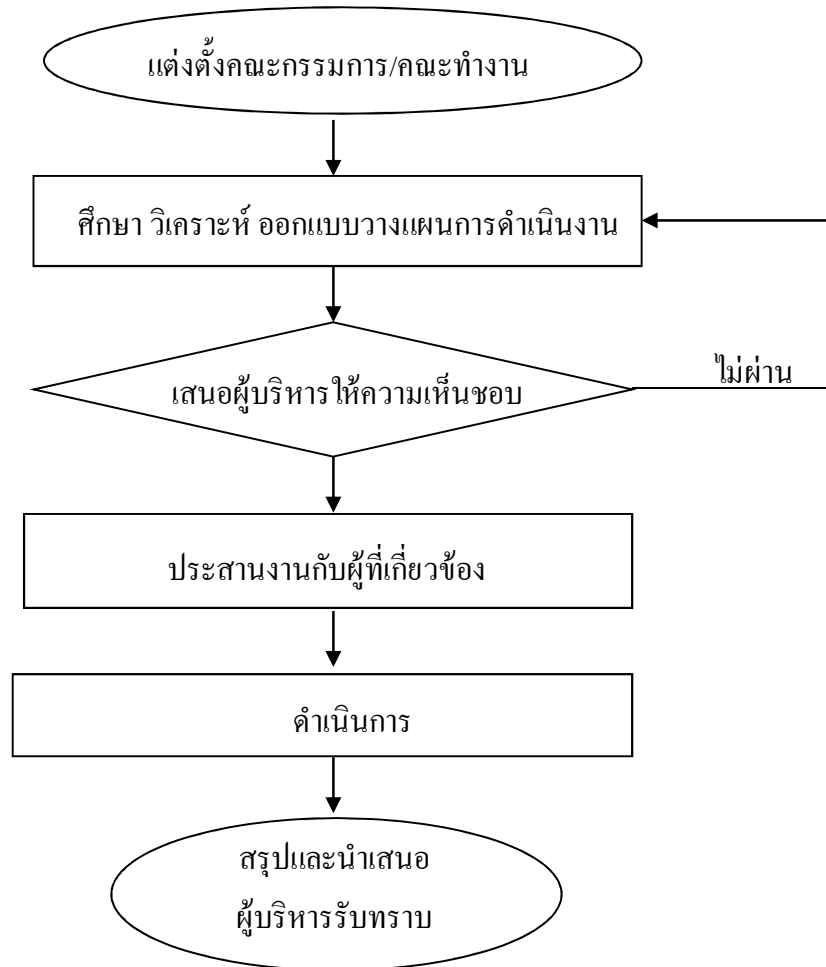 แต่งตั้งคณะกรรมการ/คณะทำงาน
ศึกษา วิเคราะห์ ออกแบบวางแผนการดำเนินงาน
เสนอผู้บริหารให้ความเห็นชอบ
ไม่ผ่าน
ประสานงานกับผู้ที่เกี่ยวข้อง
ดำเนินการ
สรุปและนำเสนอ
ผู้บริหารรับทราบ